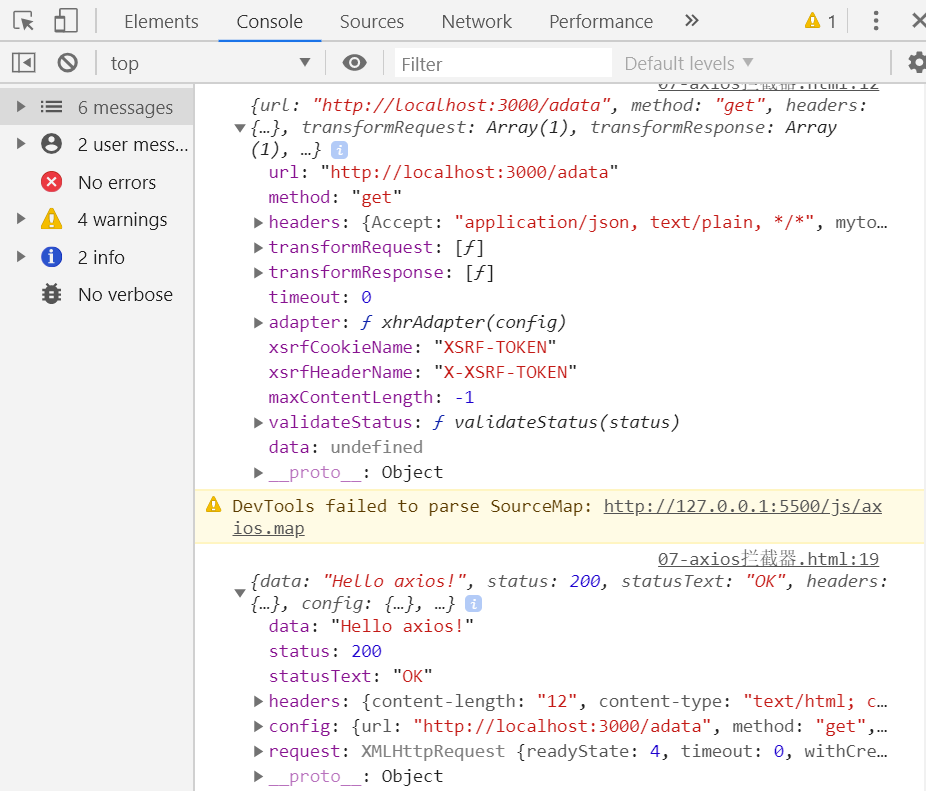 Elements Console Sources Network Performance 1
top Filter Default levels
6 messages
2 user mess...
No errors
4 warnings
2 info
No verbose
07-axios拦截器.html:12
{url: "http://localhost:3000/adata", method: "get", headers:
{…}, transformRequest: Array(1), transformResponse: Array
(1), …}
url: "http://localhost:3000/adata"
method: "get"
headers: {Accept: "application/json, text/plain, */*", myto…
transformRequest: [ƒ]
transformResponse: [ƒ]
timeout: 0
adapter: ƒ xhrAdapter(config)
xsrfCookieName: "XSRF-TOKEN"
xsrfHeaderName: "X-XSRF-TOKEN"
maxContentLength: -1
validateStatus: ƒ validateStatus(status)
data: undefined
__proto__: Object
DevTools failed to parse SourceMap: http://127.0.0.1:5500/js/ax
ios.map
07-axios拦截器.html:19
{data: "Hello axios!", status: 200, statusText: "OK", headers:
{…}, config: {…}, …}
data: "Hello axios!"
status: 200
statusText: "OK"
headers: {content-length: "12", content-type: "text/html; c…
config: {url: "http://localhost:3000/adata", method: "get",…
request: XMLHttpRequest {readyState: 4, timeout: 0, withCre…
__proto__: Object